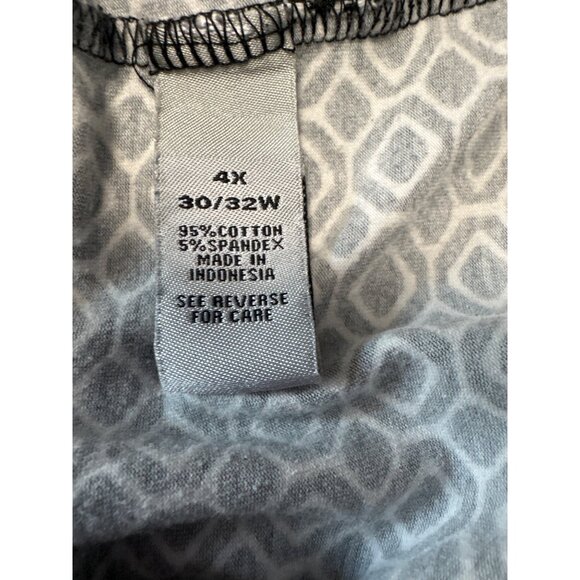 4X
30/32W
95%COTTON
5%SPANDEX
MADE IN
INDONESIA
SEE REVERSE
FOR CARE